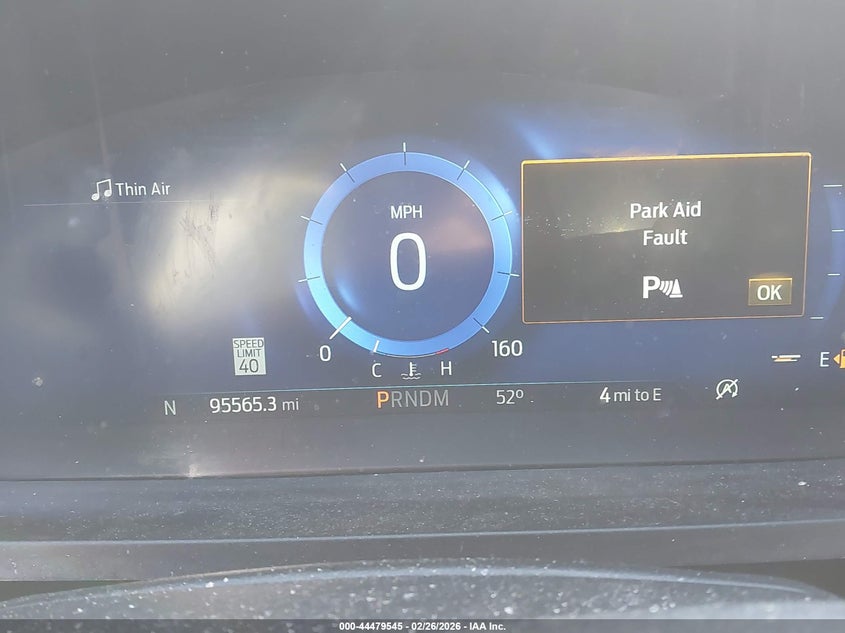 Thin Air
MPH
0
Park Aid
Fault
P
OK
SPEED
LIMIT
40
0
160
C
H
E
N
95565.3 mi
PRNDM
52º
4 mi to E
000-44479545 - 02/26/2026 - IAA Inc.